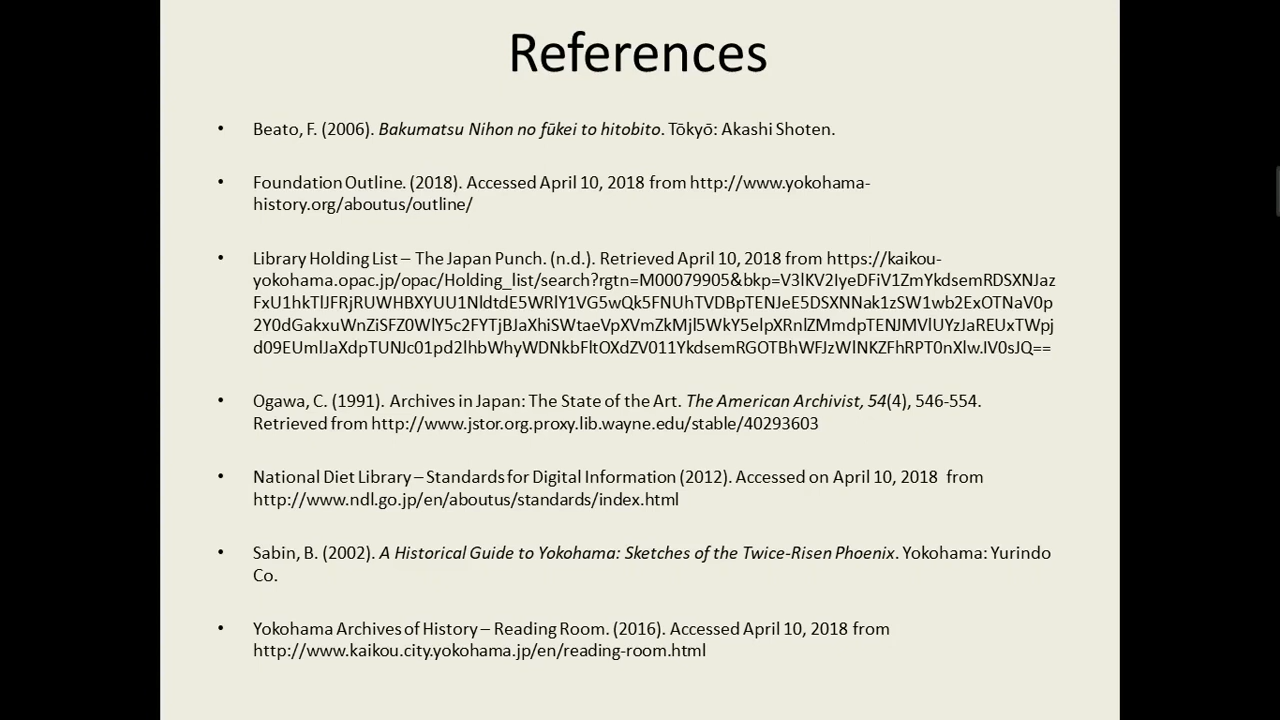 References
• Beato, F. (2006). Bakumatsu Nihon no fūkei to hitobito. Tōkyō: Akashi Shoten.
• Foundation Outline. (2018). Accessed April 10, 2018 from http://www.yokohama-
history.org/aboutus/outline/
• Library Holding List – The Japan Punch. (n.d.). Retrieved April 10, 2018 from https://kaikou-
yokohama.opac.jp/opac/Holding_list/search?rgtn=M00079905&bkp=V3lKV2IyeDFiV1ZmYkdsemRDSXNJaz
FxU1hkTlJFRjRUWHBXYUU1NldtdE5WRlY1VG5wQk5FNUhTVDBpTENJeE5DSXNNak1zSW1wb2ExOTNaV0p
2Y0dGakxuWnZiSFZ0WlY5c2FYTjBJaXhiSWtaeVpXVmZkMjl5WkY5elpXRnlZMmdpTENJMVlUYzJaREUxTWpj
d09EUmlJaXdpTUNJc01pd2lhbWhyWDNkbFltOXdZV011YkdsemRGOTBhWFJzWlNKZFhRPT0nXlw.IV0sJQ==
• Ogawa, C. (1991). Archives in Japan: The State of the Art. The American Archivist, 54(4), 546-554.
Retrieved from http://www.jstor.org.proxy.lib.wayne.edu/stable/40293603
• National Diet Library – Standards for Digital Information (2012). Accessed on April 10, 2018 from
http://www.ndl.go.jp/en/aboutus/standards/index.html
• Sabin, B. (2002). A Historical Guide to Yokohama: Sketches of the Twice-Risen Phoenix. Yokohama: Yurindo
Co.
• Yokohama Archives of History – Reading Room. (2016). Accessed April 10, 2018 from
http://www.kaikou.city.yokohama.jp/en/reading-room.html